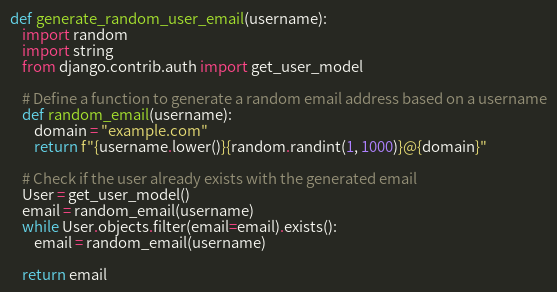 def generate_random_user_email(username):
    import random
    import string
    from django.contrib.auth import get_user_model

    # Define a function to generate a random email address based on a username
    def random_email(username):
        domain = "example.com"
        return f"{username.lower()}{random.randint(1, 1000)}@{domain}"

    # Check if the user already exists with the generated email
    User = get_user_model()
    email = random_email(username)
    while User.objects.filter(email=email).exists():
        email = random_email(username)

    return email